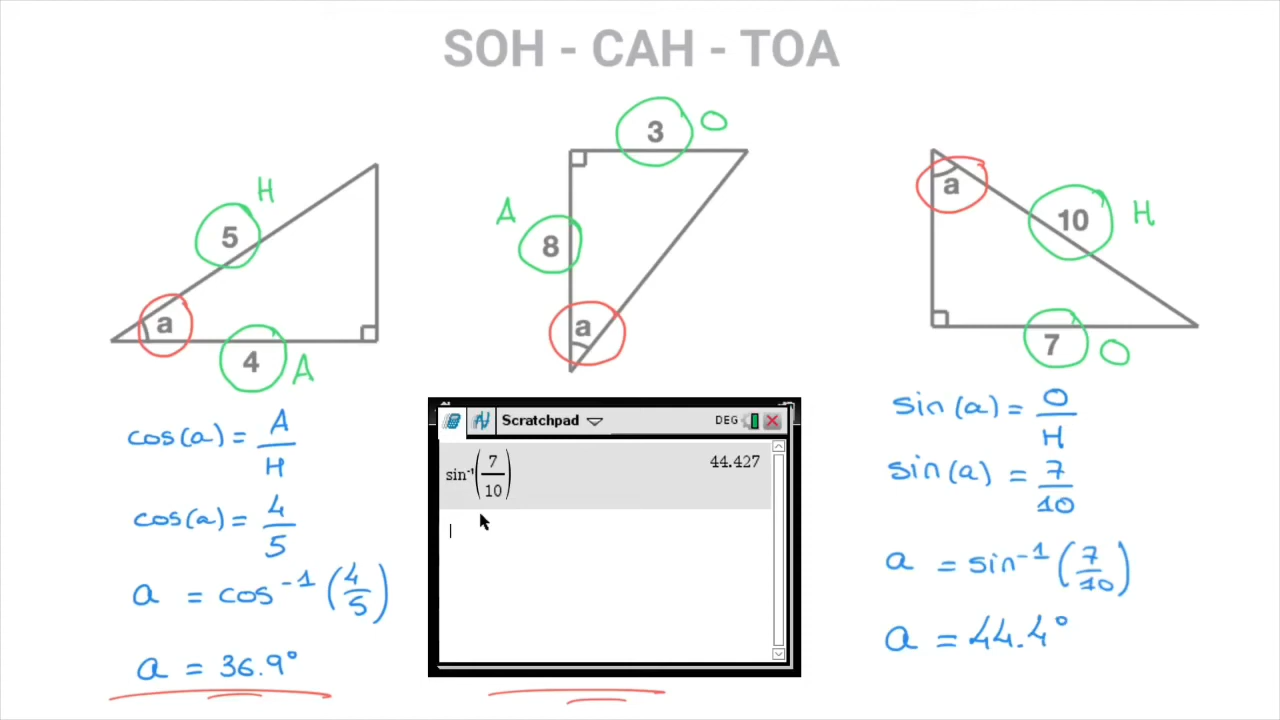 SOH - CAH - TOA
H
5
a
4
A
cos(a) = A/H
cos(a) = 4/5
a = cos⁻¹(4/5)
a = 36.9°
3
O
A
8
a
Scratchpad
DEG
sin⁻¹(7/10)
44.427
a
10
H
7
O
sin(a) = O/H
sin(a) = 7/10
a = sin⁻¹(7/10)
a = 44.4°